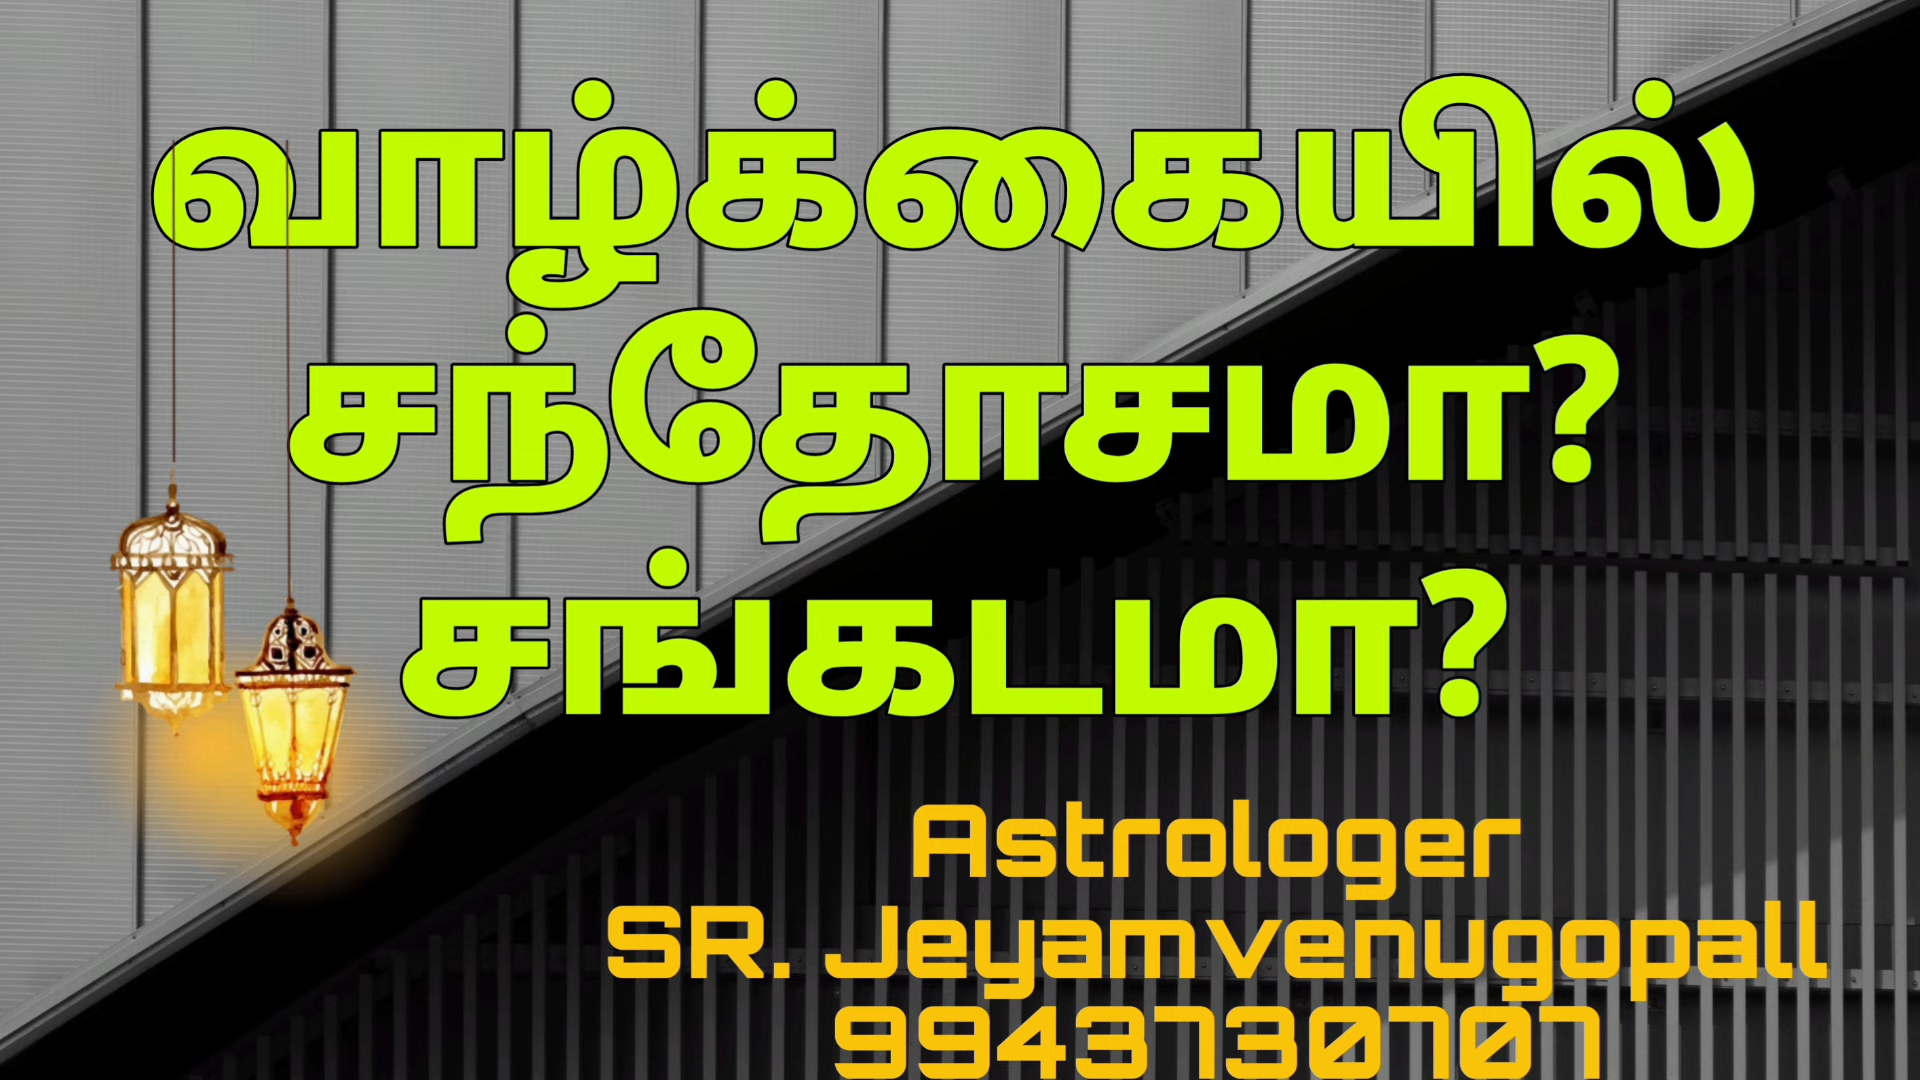 வாழ்க்கையில்
சந்தோசமா?
சங்கடமா?
Astrologer
SR. Jeyamvenugopall
9943730707